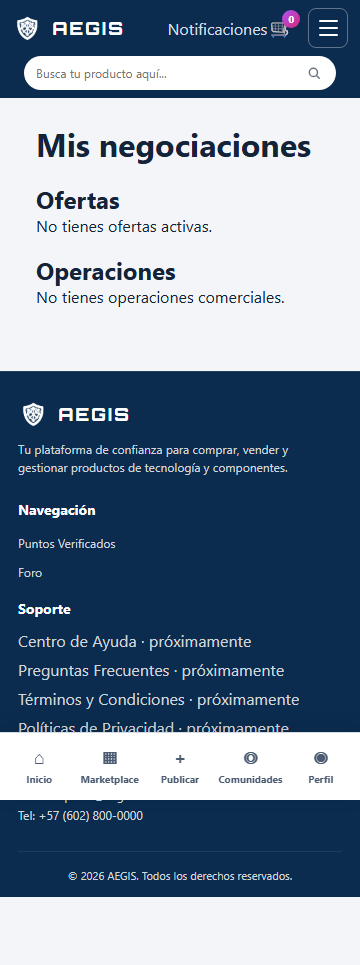 AEGIS
Notificaciones
0
Busca tu producto aquí...
Mis negociaciones
Ofertas
No tienes ofertas activas.
Operaciones
No tienes operaciones comerciales.
AEGIS
Tu plataforma de confianza para comprar, vender y
gestionar productos de tecnología y componentes.
Navegación
Puntos Verificados
Foro
Soporte
Centro de Ayuda · próximamente
Preguntas Frecuentes · próximamente
Términos y Condiciones · próximamente
Políticas de Privacidad · próximamente
Inicio
Marketplace
Publicar
Comunidades
Perfil
Tel: +57 (602) 800-0000
© 2026 AEGIS. Todos los derechos reservados.